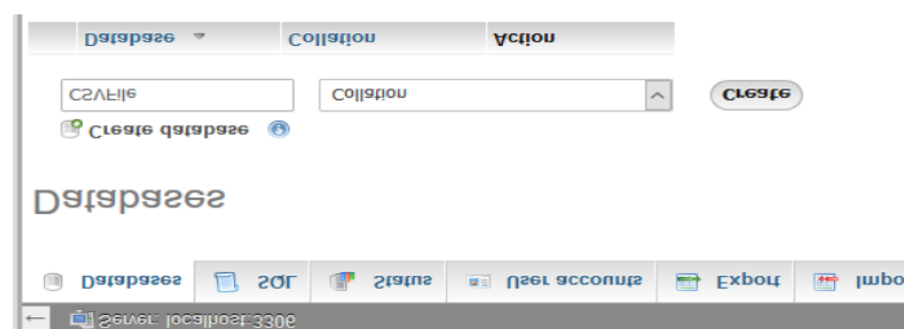 Server: localhost:3306
Databases SQL Status User accounts Export Impo
Databases
Create database
CSVFile Collation Create
Database Collation Action